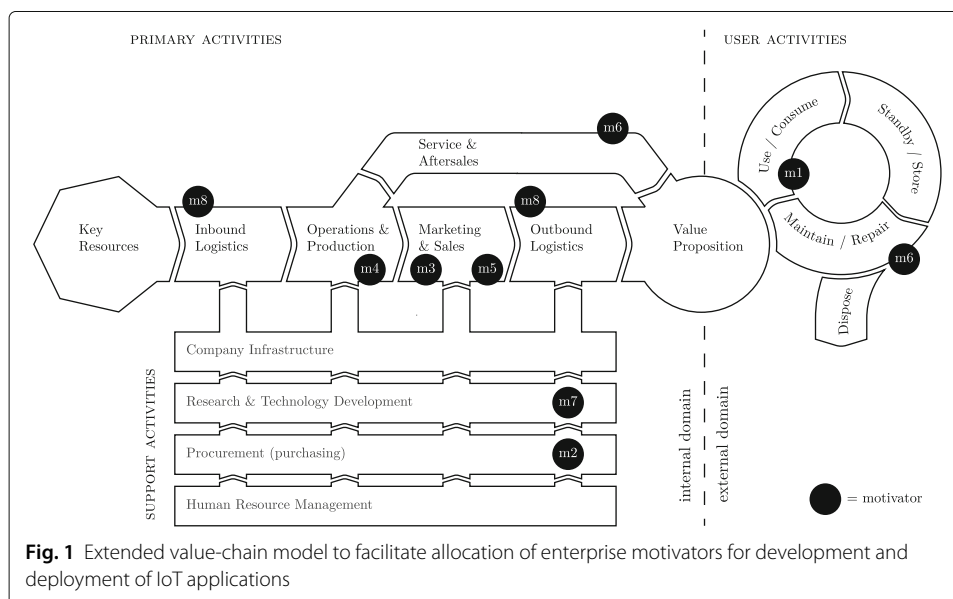 PRIMARY ACTIVITIES
USER ACTIVITIES
m6
Service &
Aftersales
Use / Consume
Standby / Store
m1
Maintain / Repair
m6
Dispose
m8
m8
Key
Resources
Inbound
Logistics
Operations &
Production
Marketing
& Sales
Outbound
Logistics
Value
Proposition
m4
m3
m5
SUPPORT ACTIVITIES
Company Infrastructure
Research & Technology Development
m7
Procurement (purchasing)
m2
Human Resource Management
internal domain
external domain
= motivator
Fig. 1 Extended value-chain model to facilitate allocation of enterprise motivators for development and
deployment of IoT applications